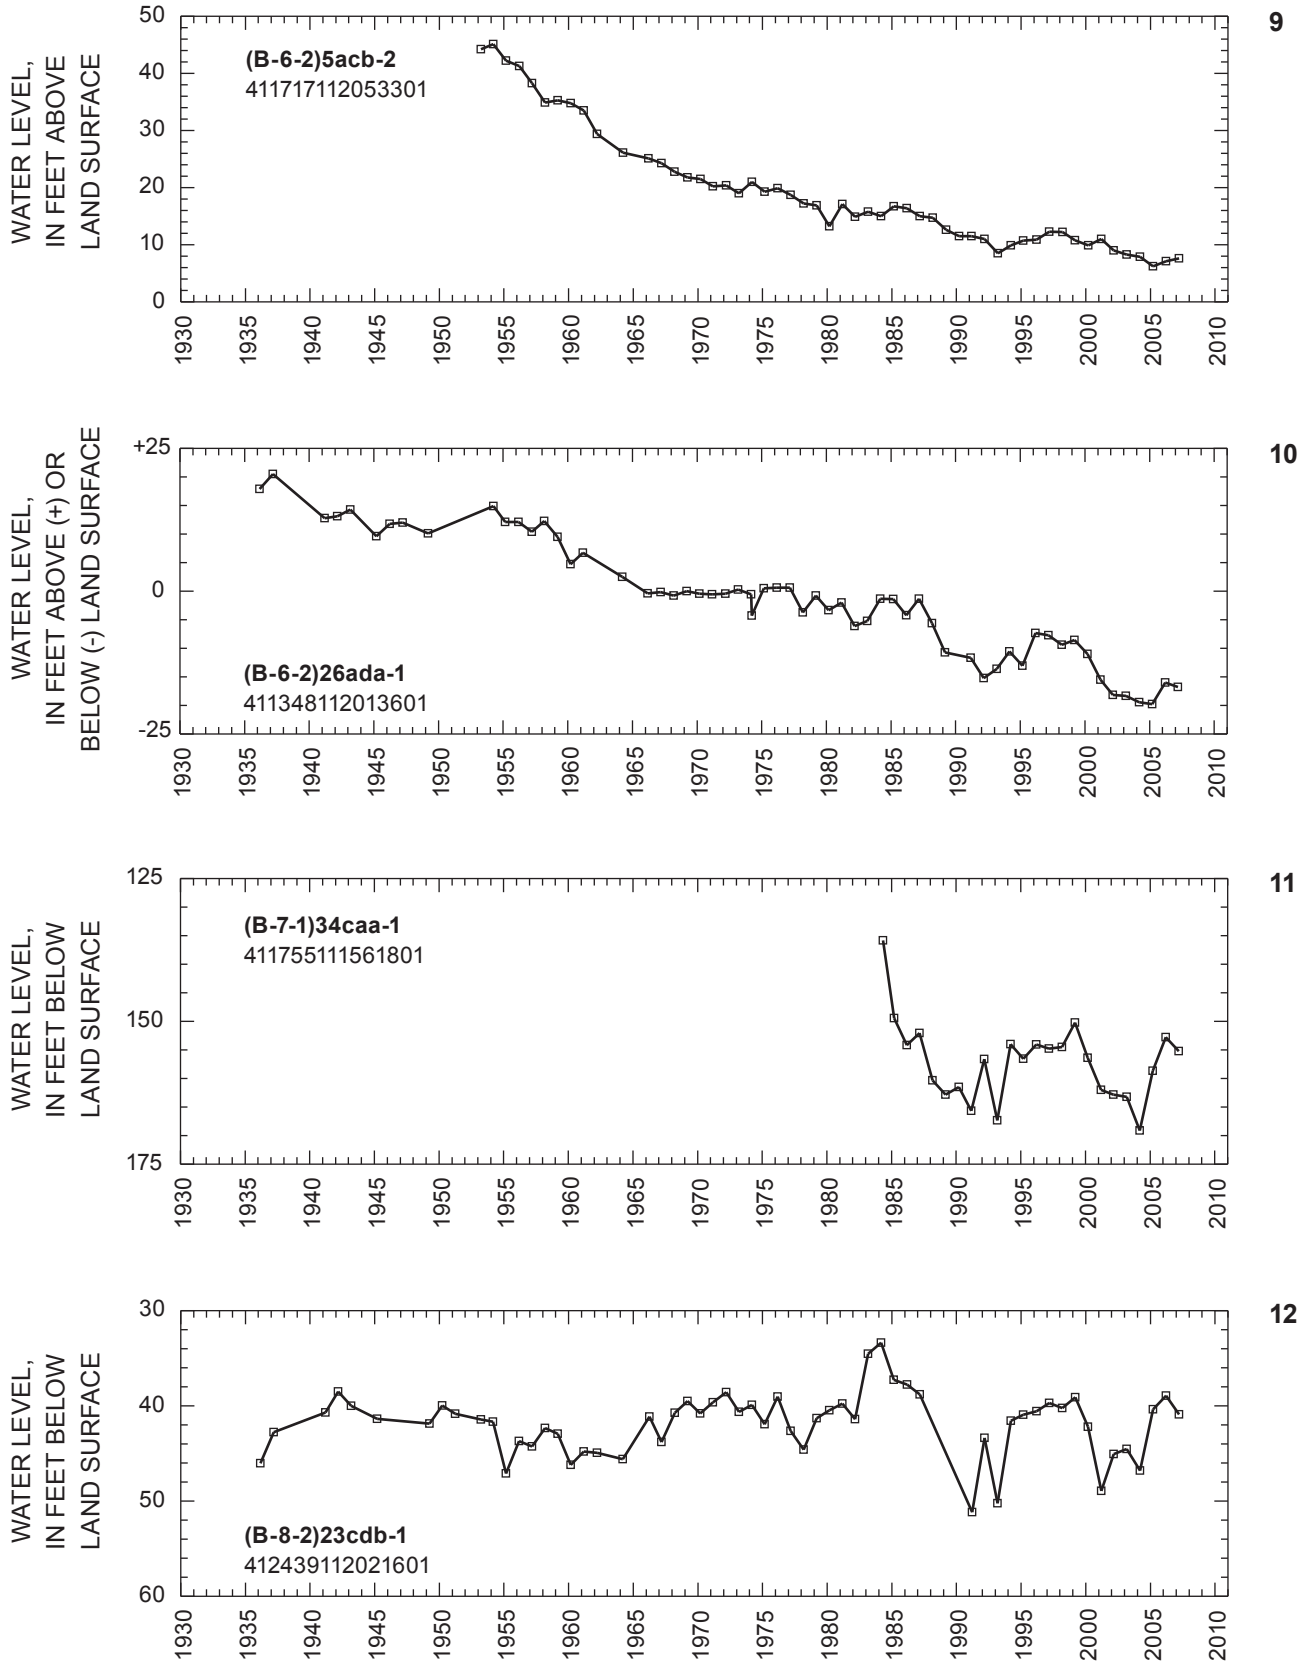 9
WATER LEVEL,
IN FEET ABOVE
LAND SURFACE
50
40
30
20
10
0
(B-6-2)5acb-2
411717112053301
1930 1935 1940 1945 1950 1955 1960 1965 1970 1975 1980 1985 1990 1995 2000 2005 2010
10
WATER LEVEL,
IN FEET ABOVE (+) OR
BELOW (-) LAND SURFACE
+25
0
-25
(B-6-2)26ada-1
411348112013601
1930 1935 1940 1945 1950 1955 1960 1965 1970 1975 1980 1985 1990 1995 2000 2005 2010
11
WATER LEVEL,
IN FEET BELOW
LAND SURFACE
125
150
175
(B-7-1)34caa-1
411755111561801
1930 1935 1940 1945 1950 1955 1960 1965 1970 1975 1980 1985 1990 1995 2000 2005 2010
12
WATER LEVEL,
IN FEET BELOW
LAND SURFACE
30
40
50
60
(B-8-2)23cdb-1
412439112021601
1930 1935 1940 1945 1950 1955 1960 1965 1970 1975 1980 1985 1990 1995 2000 2005 2010